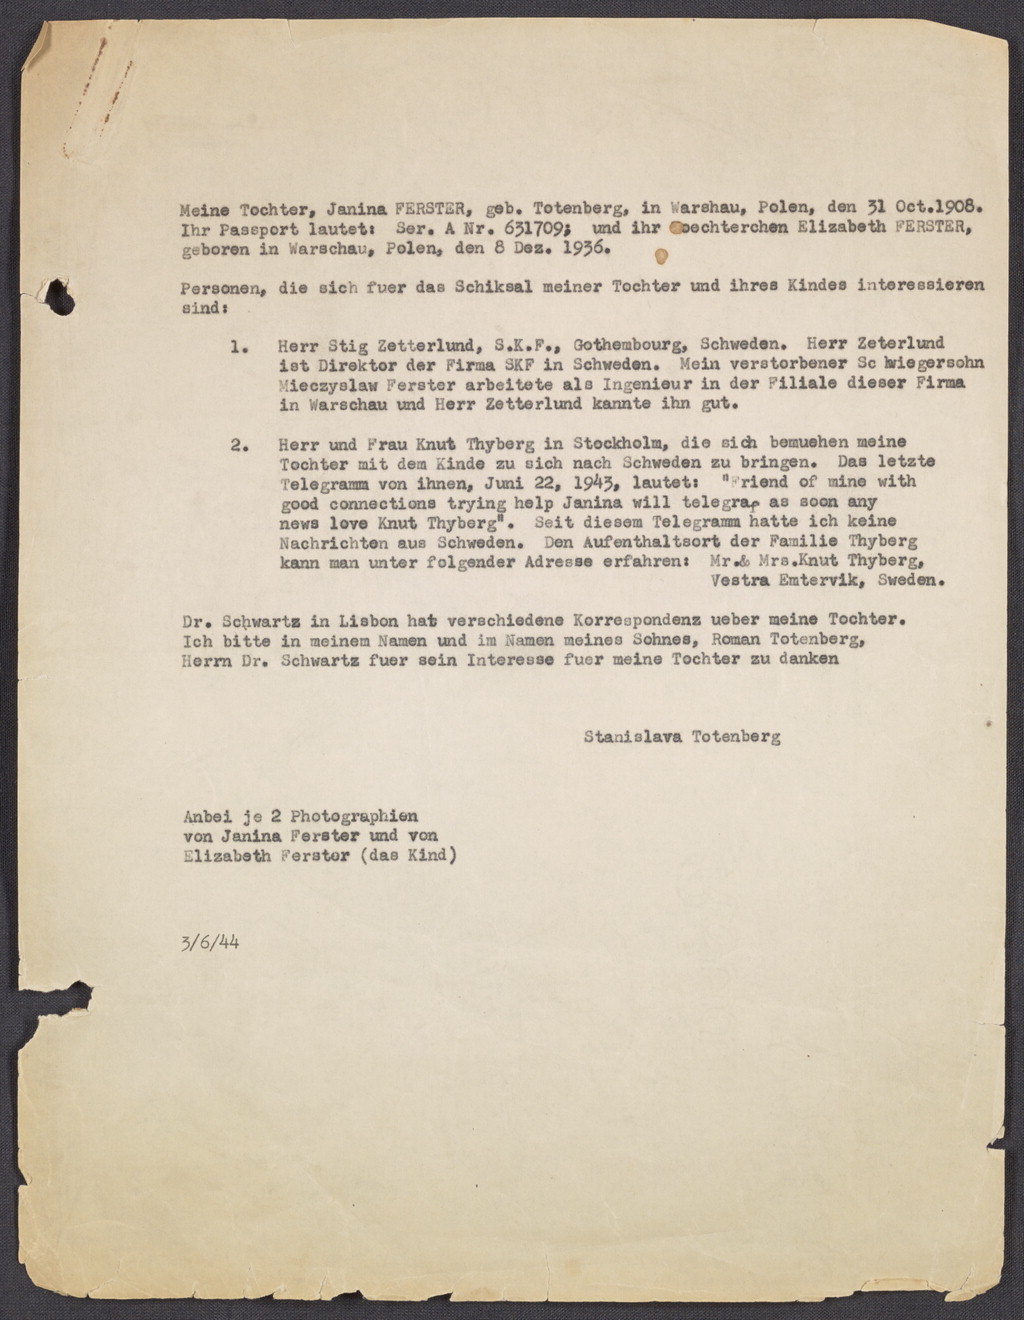 Meine Tochter, Janina FERSTER, geb. Totenberg, in Warshau, Polen, den 31 Oct.1908.
Ihr Passport lautet: Ser. A Nr. 631709; und ihr Toechterchen Elizabeth FERSTER,
geboren in Warschau, Polen, den 8 Dez. 1936.
Personen, die sich fuer das Schiksal meiner Tochter und ihres Kindes interessieren
sind:
1. Herr Stig Zetterlund, S.K.F., Gothembourg, Schweden. Herr Zeterlund
ist Direktor der Firma SKF in Schweden. Mein verstorbener Sc hwiegersohn
Mieczyslaw Ferster arbeitete als Ingenieur in der Filiale dieser Firma
in Warschau und Herr Zetterlund kannte ihn gut.
2. Herr und Frau Knut Thyberg in Stockholm, die sich bemuehen meine
Tochter mit dem Kinde zu sich nach Schweden zu bringen. Das letzte
Telegramm von ihnen, Juni 22, 1943, lautet: "Friend of mine with
good connections trying help Janina will telegrap as soon any
news love Knut Thyberg". Seit diesem Telegramm hatte ich keine
Nachrichten aus Schweden. Den Aufenthaltsort der Familie Thyberg
kann man unter folgender Adresse erfahren: Mr.& Mrs.Knut Thyberg,
Vestra Emtervik, Sweden.
Dr. Schwartz in Lisbon hat verschiedene Korrespondenz ueber meine Tochter.
Ich bitte in meinem Namen und im Namen meines Sohnes, Roman Totenberg,
Herrn Dr. Schwartz fuer sein Interesse fuer meine Tochter zu danken
Stanislava Totenberg
Anbei je 2 Photographien
von Janina Ferster und von
Elizabeth Ferster (das Kind)
3/6/44